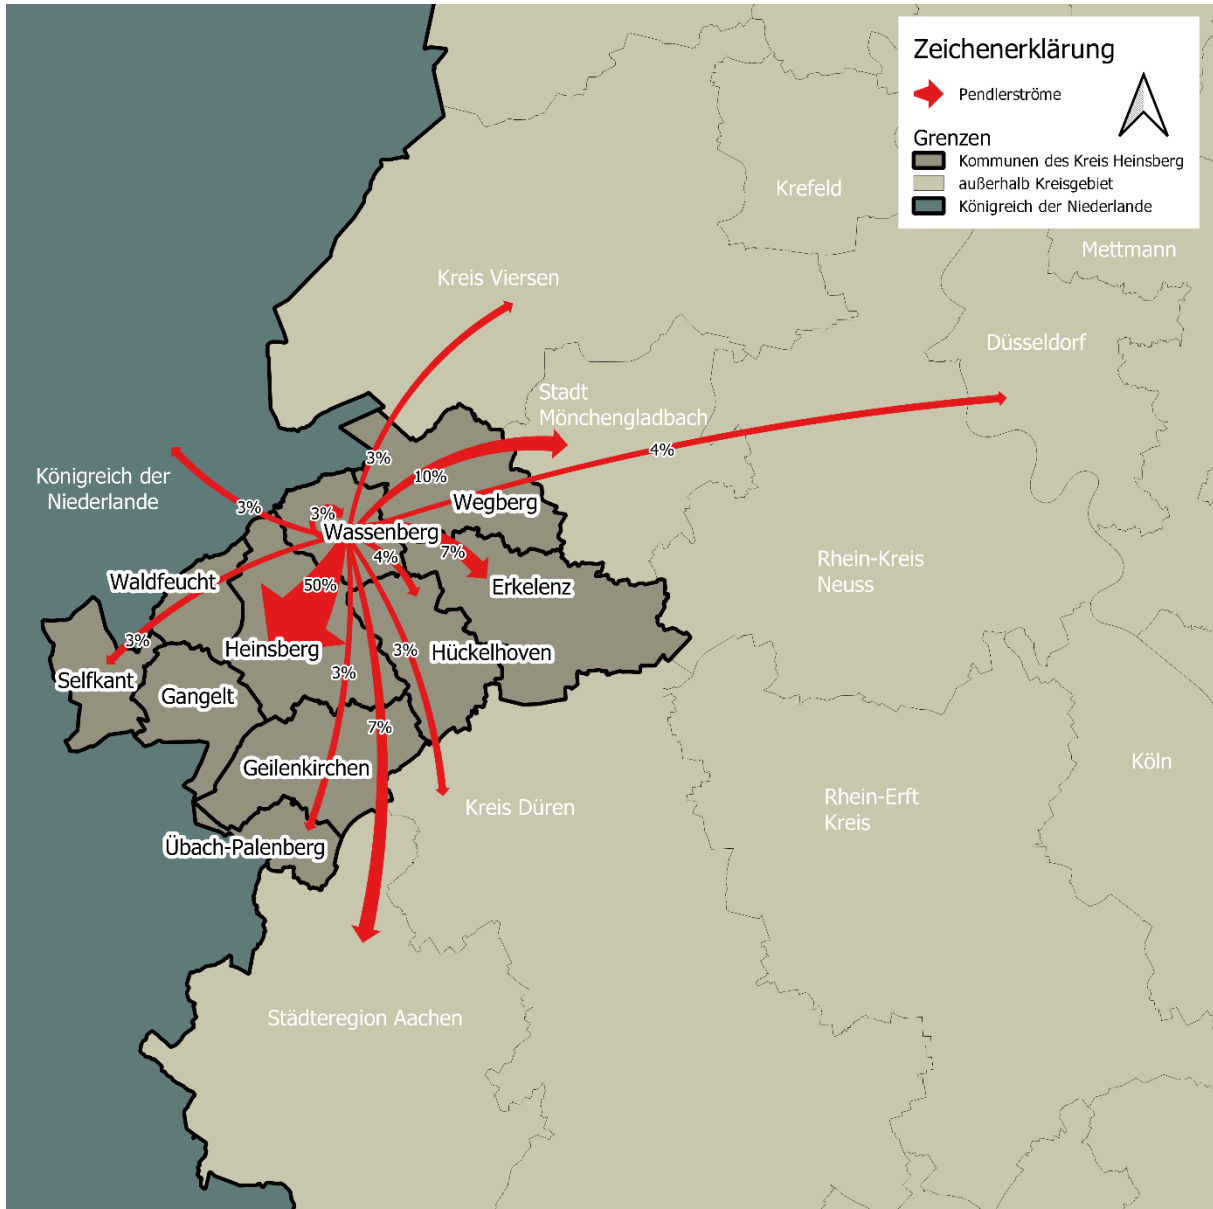 Zeichenerklärung
Pendlerströme
Grenzen
Kommunen des Kreis Heinsberg
außerhalb Kreisgebiet
Königreich der Niederlande
Krefeld
Mettmann
Kreis Viersen
Düsseldorf
Stadt
Mönchengladbach
4%
3%
10%
Königreich der
Niederlande
3%
3%
Wegberg
Wassenberg
4%
7%
Waldfeucht
50%
Erkelenz
Rhein-Kreis
Neuss
3%
Heinsberg
3%
Hückelhoven
Selfkant
Gangelt
3%
7%
Geilenkirchen
Köln
Kreis Düren
Rhein-Erft
Kreis
Übach-Palenberg
Städteregion Aachen